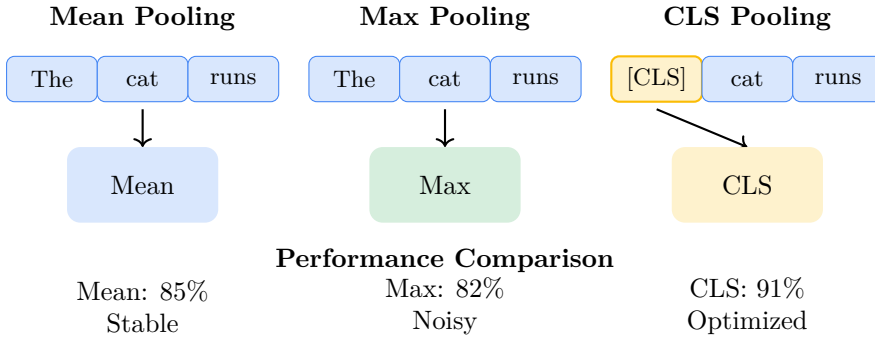 Mean Pooling Max Pooling CLS Pooling
The cat runs The cat runs [CLS] cat runs
Mean Max CLS
Performance Comparison
Mean: 85% Max: 82% CLS: 91%
Stable Noisy Optimized